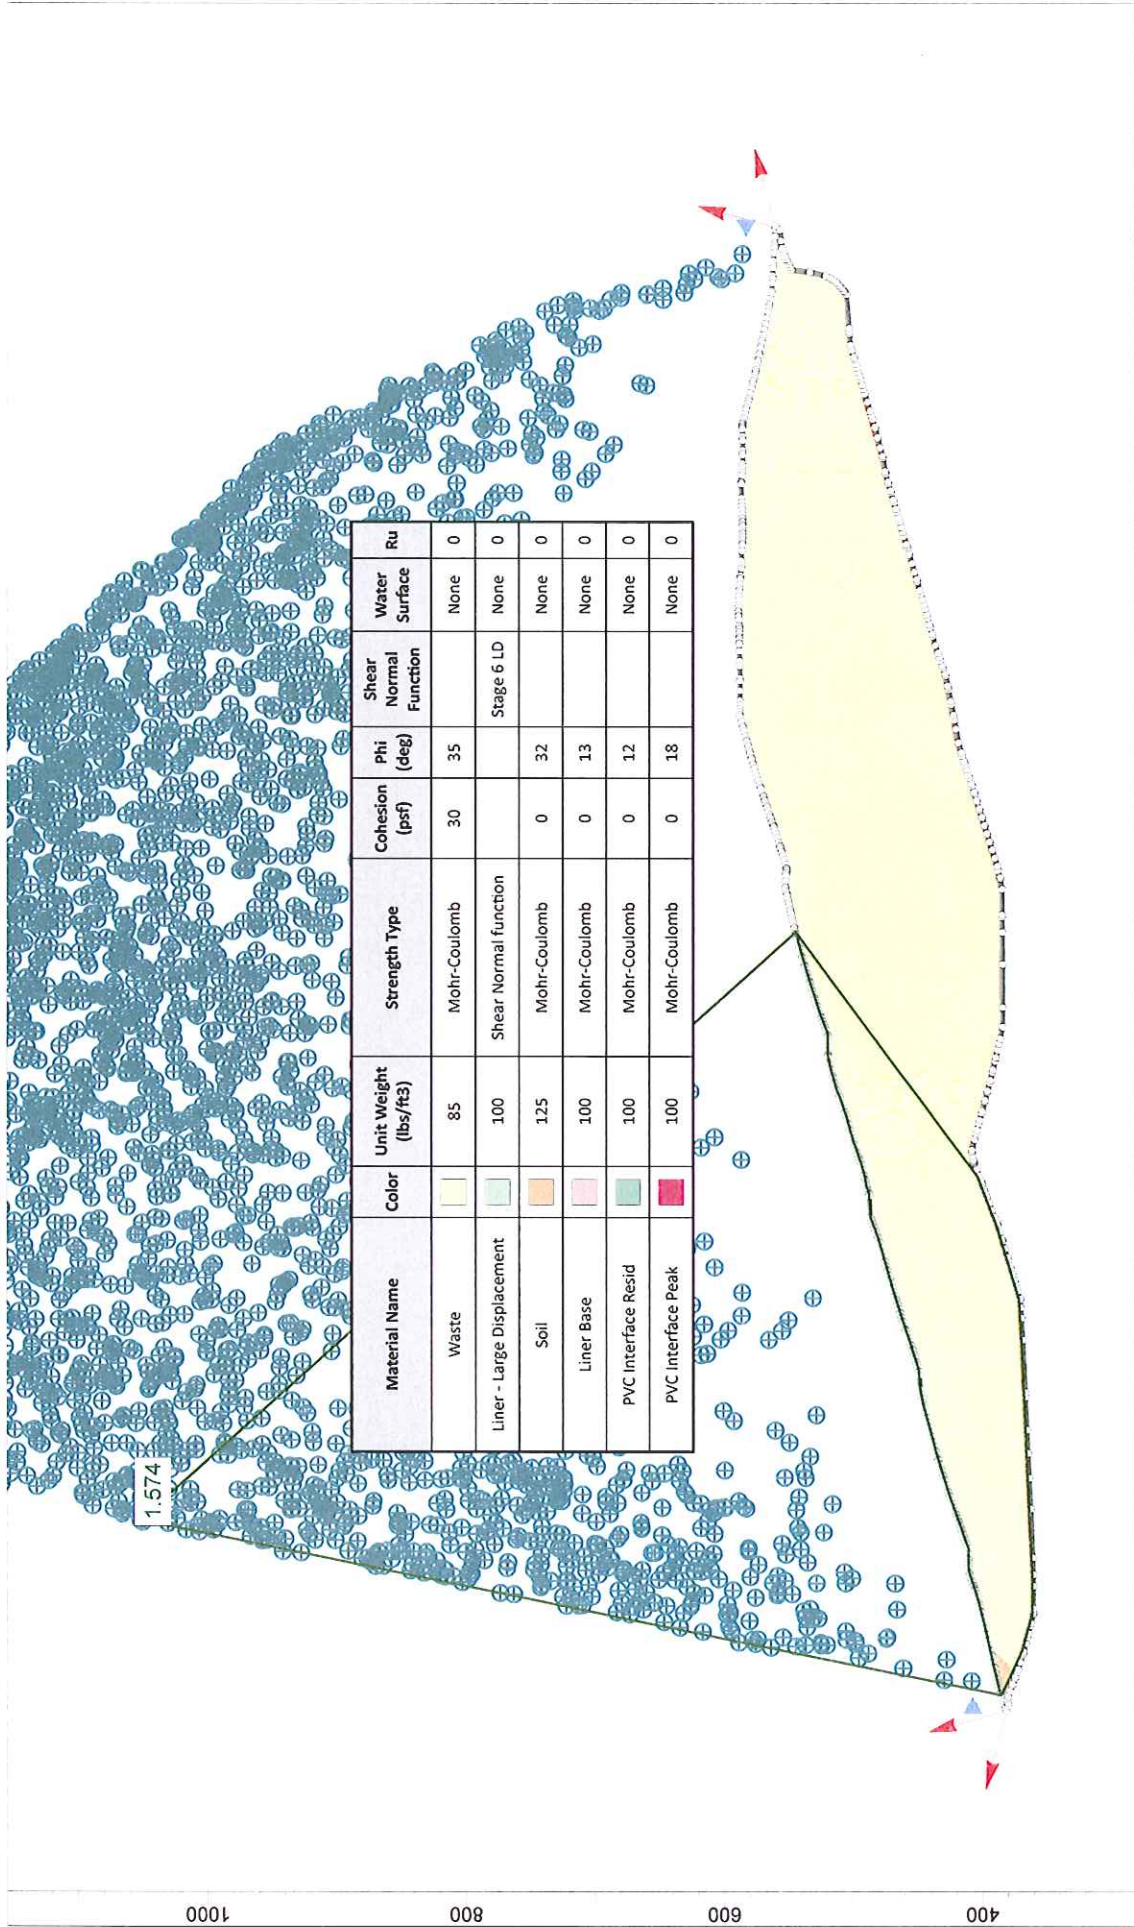 1.574
Material Name Color Unit Weight (lbs/ft3) Strength Type Cohesion (psf) Phi (deg) Shear Normal Function Water Surface Ru
Waste 85 Mohr-Coulomb 30 35 None 0
Liner - Large Displacement 100 Shear Normal function Stage 6 LD None 0
Soil 125 Mohr-Coulomb 0 32 None 0
Liner Base 100 Mohr-Coulomb 0 13 None 0
PVC Interface Resid 100 Mohr-Coulomb 0 12 None 0
PVC Interface Peak 100 Mohr-Coulomb 0 18 None 0
1000
800
600
400